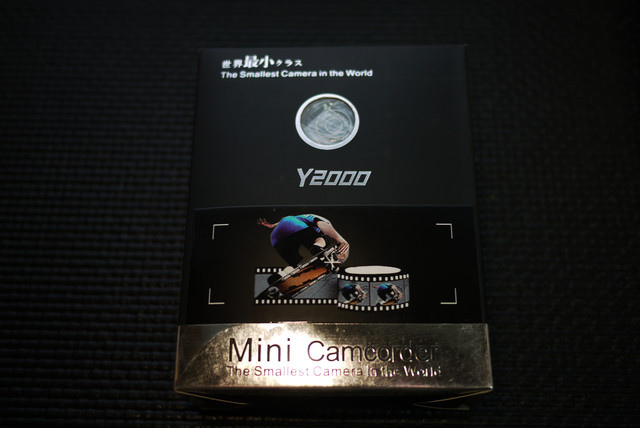 世界最小クラス
The Smallest Camera in the World
Y2000
Mini Camcorder
The Smallest Camera in the World